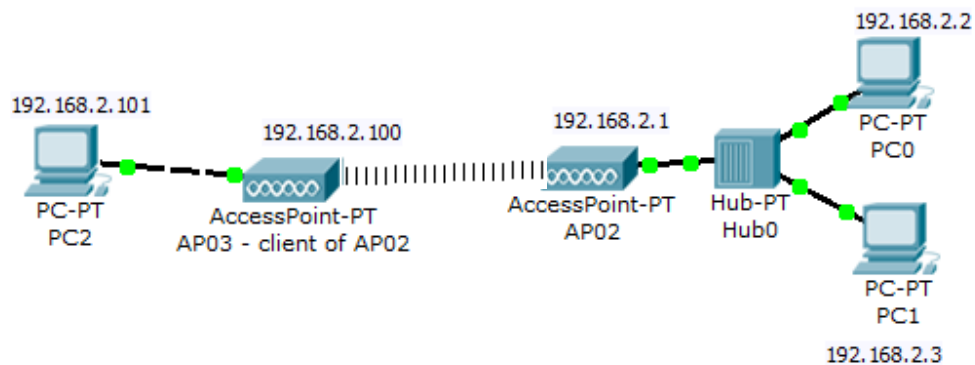 192.168.2.2
192.168.2.101
192.168.2.100
192.168.2.1
PC-PT
PC0
PC-PT
PC2
AccessPoint-PT
AP03 - client of AP02
AccessPoint-PT
AP02
Hub-PT
Hub0
PC-PT
PC1
192.168.2.3